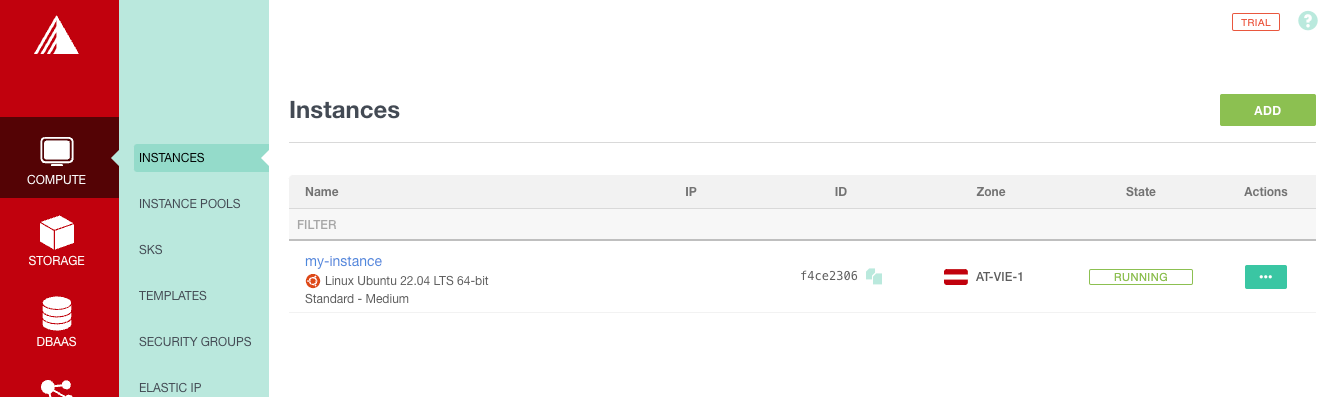 TRIAL
?
Instances
ADD
COMPUTE
STORAGE
DBAAS
INSTANCES
INSTANCE POOLS
SKS
TEMPLATES
SECURITY GROUPS
ELASTIC IP
Name IP ID Zone State Actions
FILTER
my-instance
Linux Ubuntu 22.04 LTS 64-bit
Standard - Medium
f4ce2306
AT-VIE-1
RUNNING